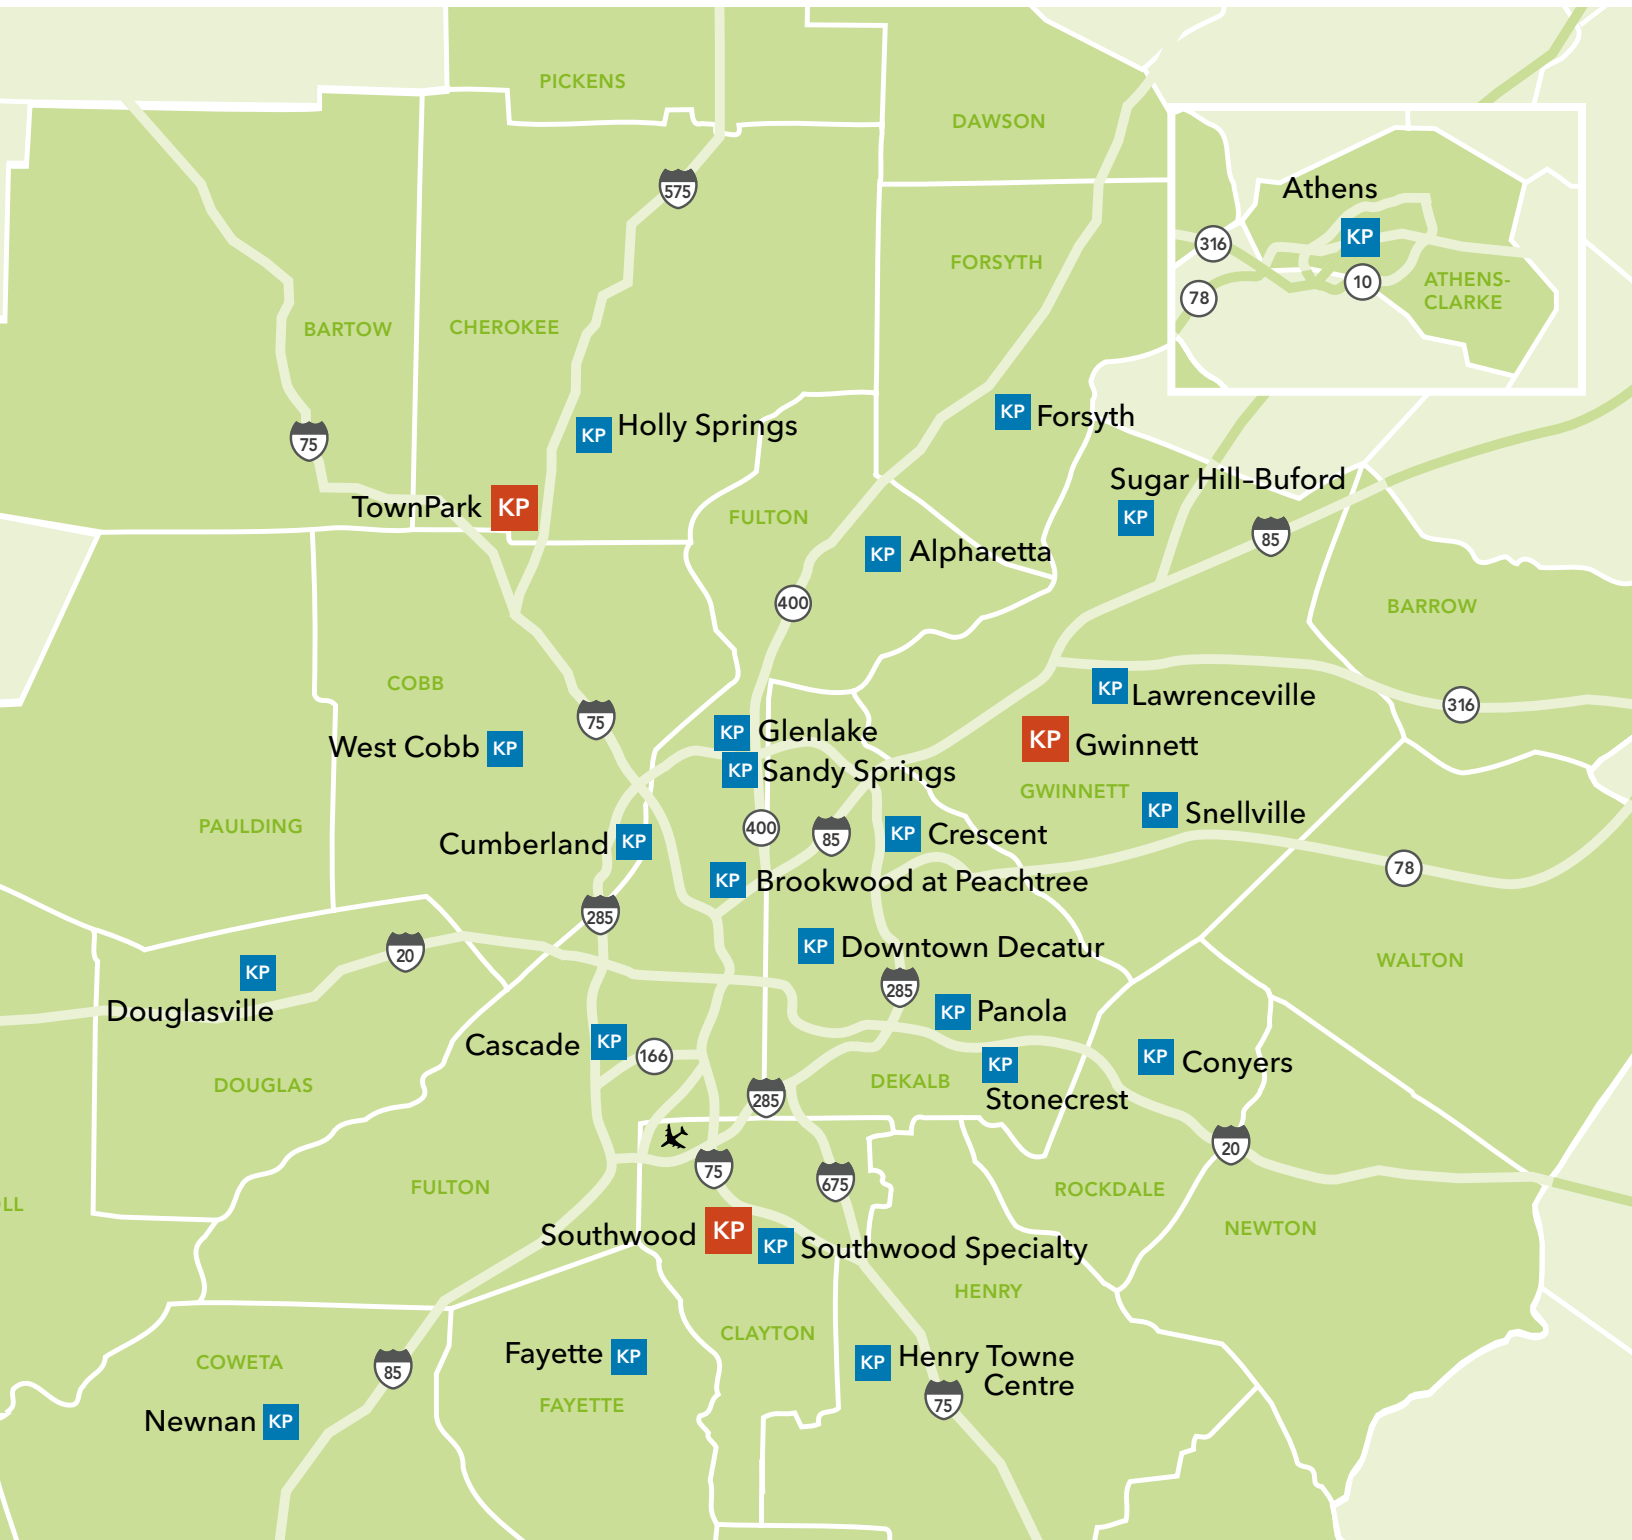 PICKENS
DAWSON
575
Athens
KP
316
10
78
ATHENS-
CLARKE
FORSYTH
BARTOW
CHEROKEE
75
KP
Holly Springs
KP
Forsyth
Sugar Hill–Buford
KP
TownPark
KP
FULTON
85
KP
Alpharetta
400
BARROW
COBB
KP
Lawrenceville
316
75
West Cobb
KP
KP
Glenlake
KP
Gwinnett
KP
Sandy Springs
GWINNETT
KP
Snellville
PAULDING
Cumberland
KP
400
85
KP
Crescent
78
KP
Brookwood at Peachtree
285
20
KP
Downtown Decatur
WALTON
KP
Douglasville
285
KP
Panola
Cascade
KP
166
KP
Stonecrest
KP
Conyers
DOUGLAS
DEKALB
285
20
75
675
FULTON
ROCKDALE
LL
NEWTON
Southwood
KP
KP
Southwood Specialty
HENRY
CLAYTON
COWETA
85
Fayette
KP
KP
Henry Towne
Centre
75
FAYETTE
Newnan
KP